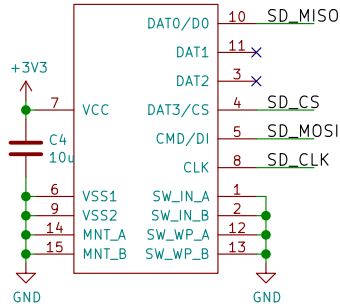 DAT0/D0 10 SD_MISO
DAT1 11
+3V3 DAT2 3
7 VCC DAT3/CS 4 SD_CS
C4 CMD/DI 5 SD_MOSI
10u CLK 8 SD_CLK
6 VSS1 SW_IN_A 1
9 VSS2 SW_IN_B 2
14 MNT_A SW_WP_A 12
15 MNT_B SW_WP_B 13
GND GND